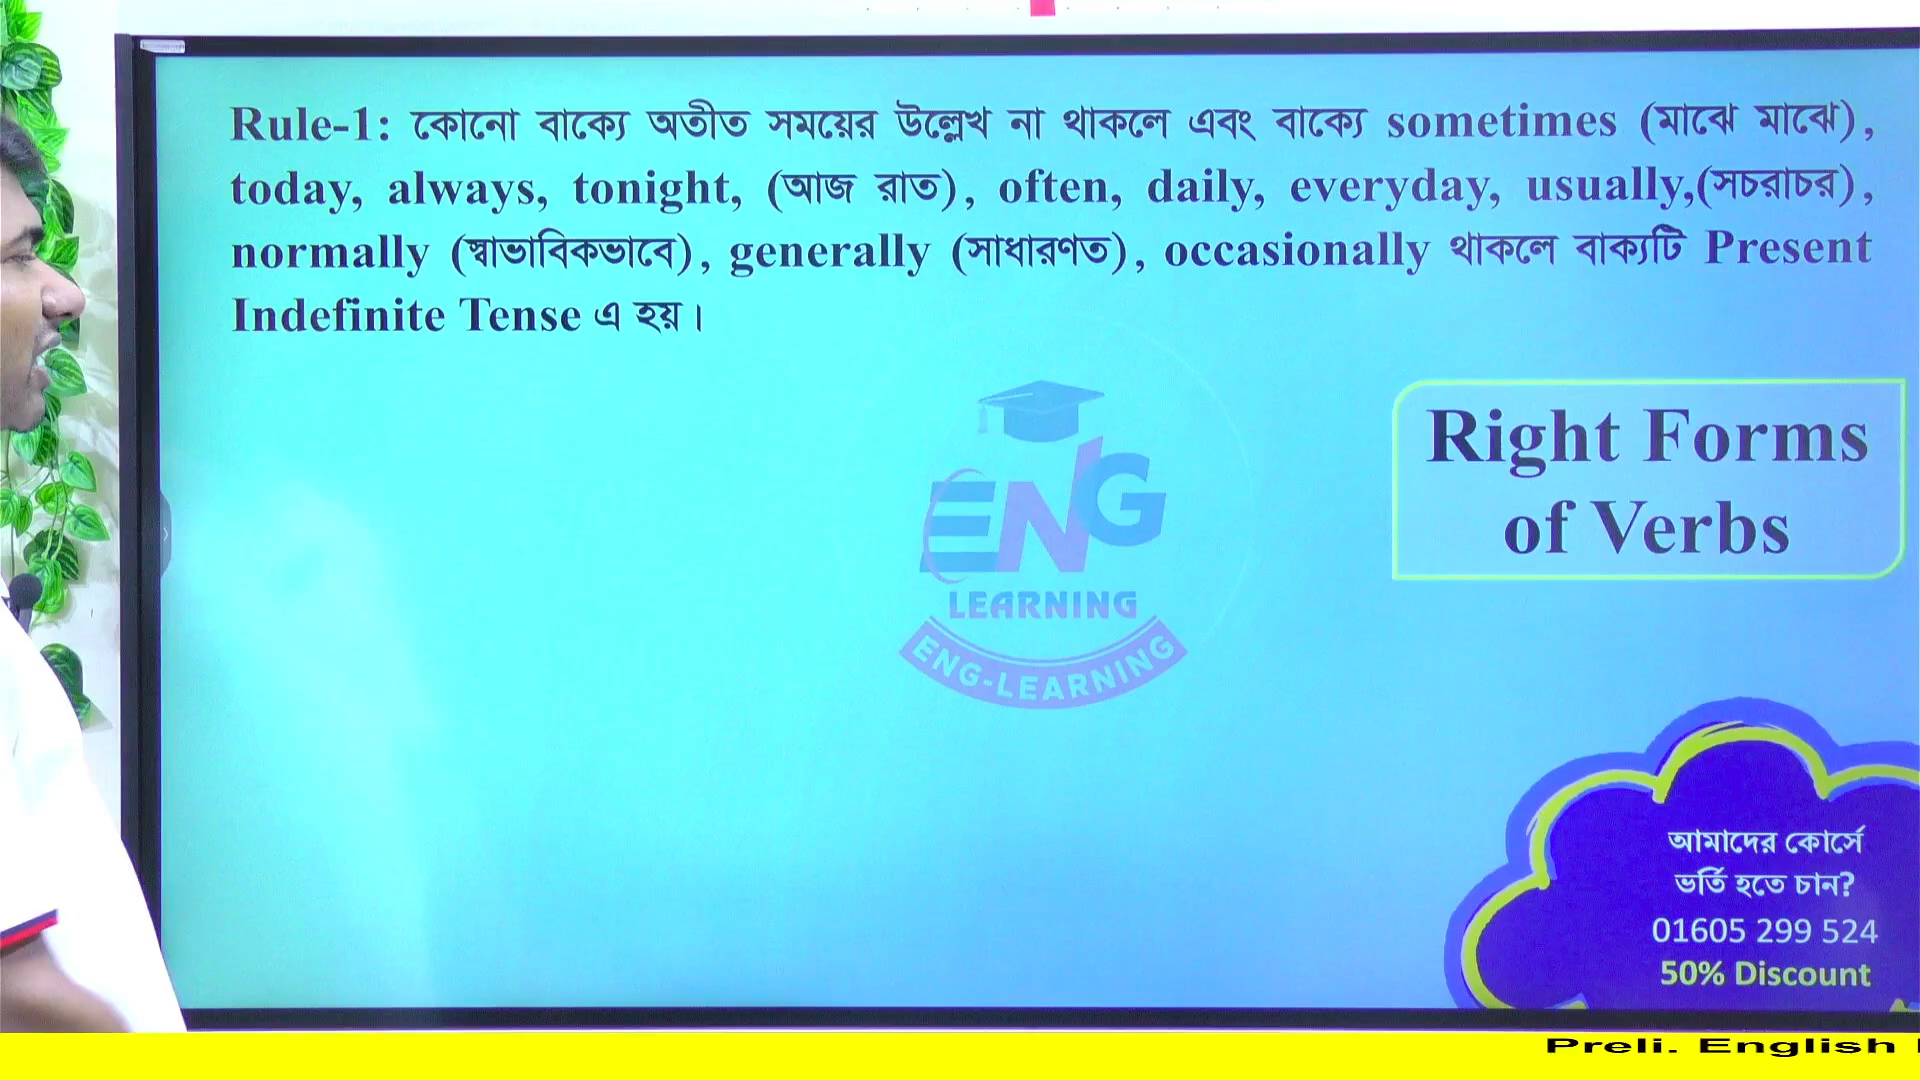 Rule-1: কোনো বাক্যে অতীত সময়ের উল্লেখ না থাকলে এবং বাক্যে sometimes (মাঝে মাঝে),
today, always, tonight, (আজ রাত), often, daily, everyday, usually,(সচরাচর),
normally (স্বাভাবিকভাবে), generally (সাধারণত), occasionally থাকলে বাক্যটি Present
Indefinite Tense এ হয়।
Right Forms
of Verbs
ENG
LEARNING
ENG-LEARNING
আমাদের কোর্সে
ভর্তি হতে চান?
01605 299 524
50% Discount
Preli. English